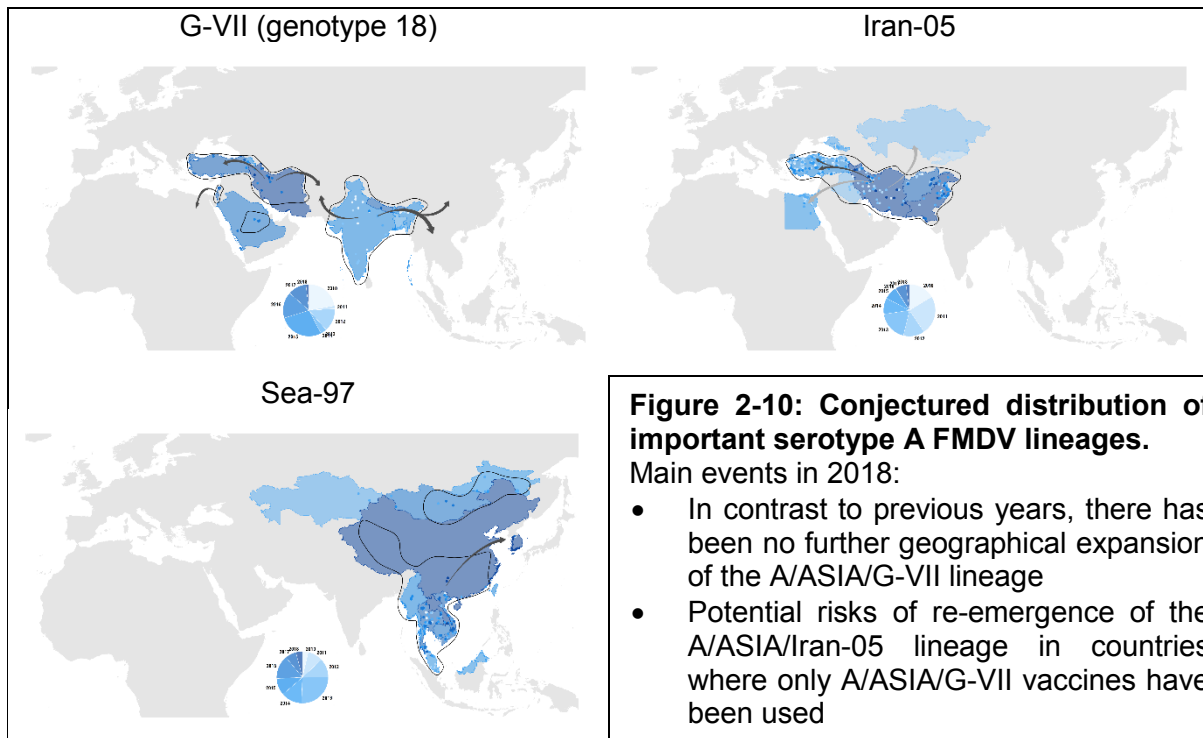 G-VII (genotype 18)
Iran-05
Sea-97
Figure 2-10: Conjectured distribution of
important serotype A FMDV lineages.
Main events in 2018:
• In contrast to previous years, there has
been no further geographical expansion
of the A/ASIA/G-VII lineage
• Potential risks of re-emergence of the
A/ASIA/Iran-05 lineage in countries
where only A/ASIA/G-VII vaccines have
been used